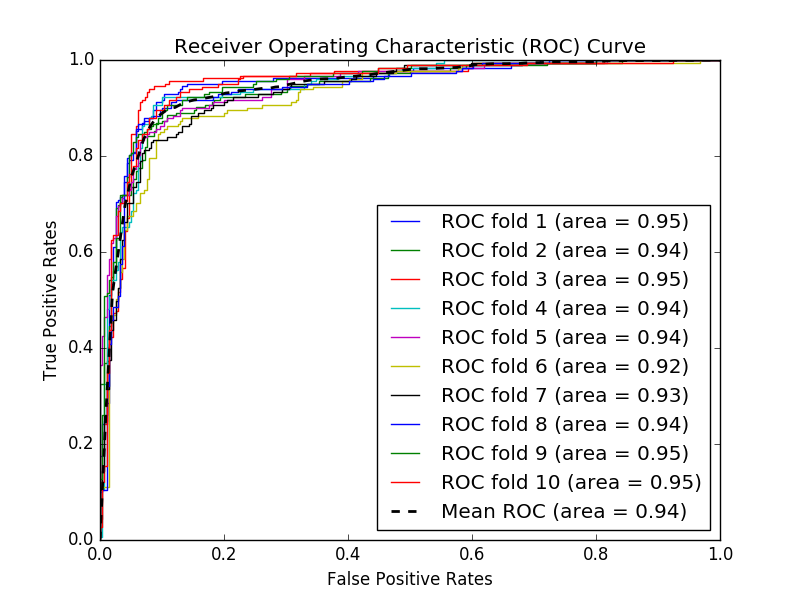 Receiver Operating Characteristic (ROC) Curve
1.0
0.8
0.6
0.4
0.2
0.0
True Positive Rates
ROC fold 1 (area = 0.95)
ROC fold 2 (area = 0.94)
ROC fold 3 (area = 0.95)
ROC fold 4 (area = 0.94)
ROC fold 5 (area = 0.94)
ROC fold 6 (area = 0.92)
ROC fold 7 (area = 0.93)
ROC fold 8 (area = 0.94)
ROC fold 9 (area = 0.95)
ROC fold 10 (area = 0.95)
Mean ROC (area = 0.94)
0.0 0.2 0.4 0.6 0.8 1.0
False Positive Rates